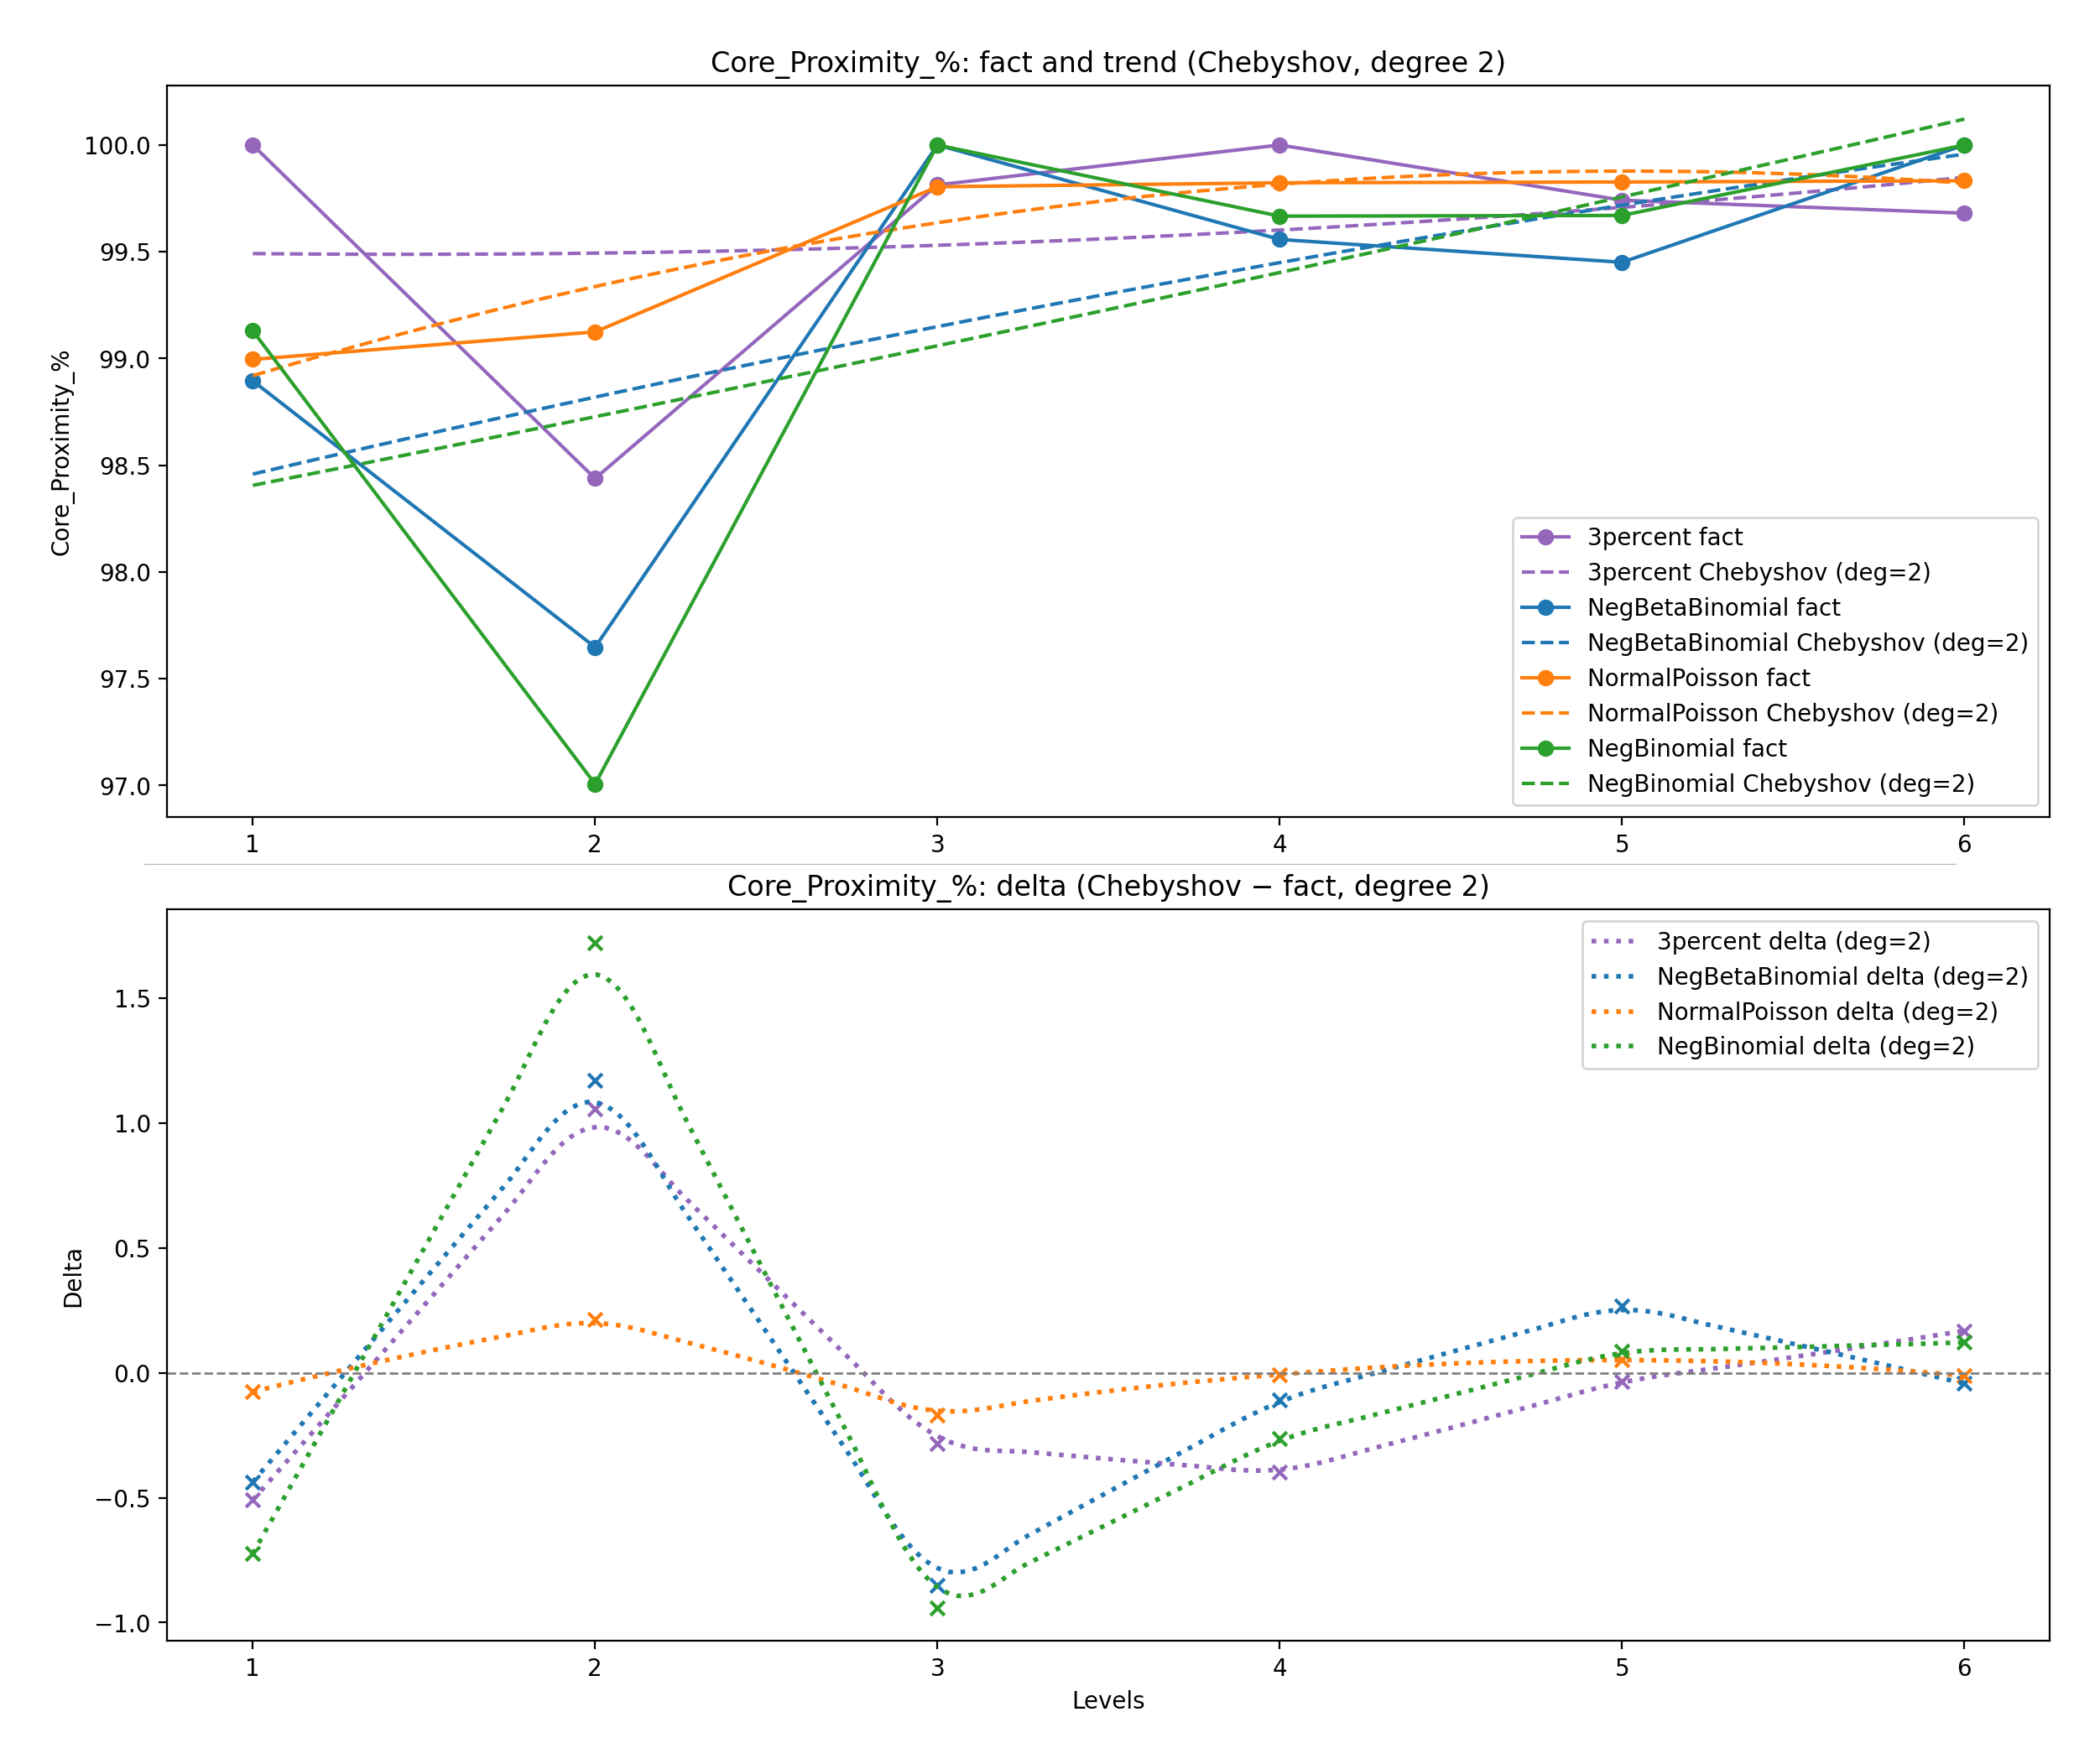 Core_Proximity_%: fact and trend (Chebyshov, degree 2)
Core_Proximity_%
100.0
99.5
99.0
98.5
98.0
97.5
97.0
3percent fact
3percent Chebyshov (deg=2)
NegBetaBinomial fact
NegBetaBinomial Chebyshov (deg=2)
NormalPoisson fact
NormalPoisson Chebyshov (deg=2)
NegBinomial fact
NegBinomial Chebyshov (deg=2)
1 2 3 4 5 6
Core_Proximity_%: delta (Chebyshov − fact, degree 2)
Delta
1.5
1.0
0.5
0.0
−0.5
−1.0
3percent delta (deg=2)
NegBetaBinomial delta (deg=2)
NormalPoisson delta (deg=2)
NegBinomial delta (deg=2)
1 2 3 4 5 6
Levels